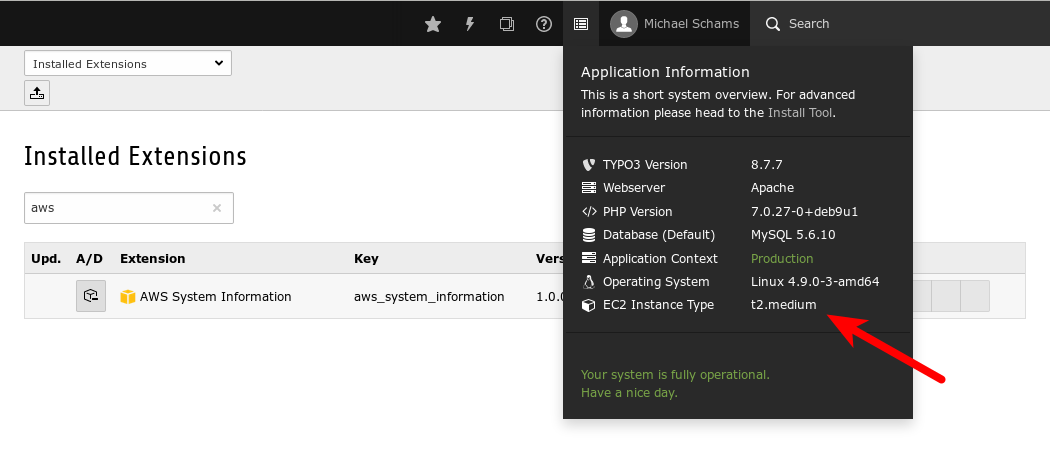 Michael Schams
Search
Installed Extensions
Application Information
This is a short system overview. For advanced
information please head to the Install Tool.
Installed Extensions
aws
TYPO3 Version 8.7.7
Webserver Apache
PHP Version 7.0.27-0+deb9u1
Database (Default) MySQL 5.6.10
Application Context Production
Operating System Linux 4.9.0-3-amd64
EC2 Instance Type t2.medium
Upd. A/D Extension Key
AWS System Information aws_system_information 1.0.
Your system is fully operational.
Have a nice day.